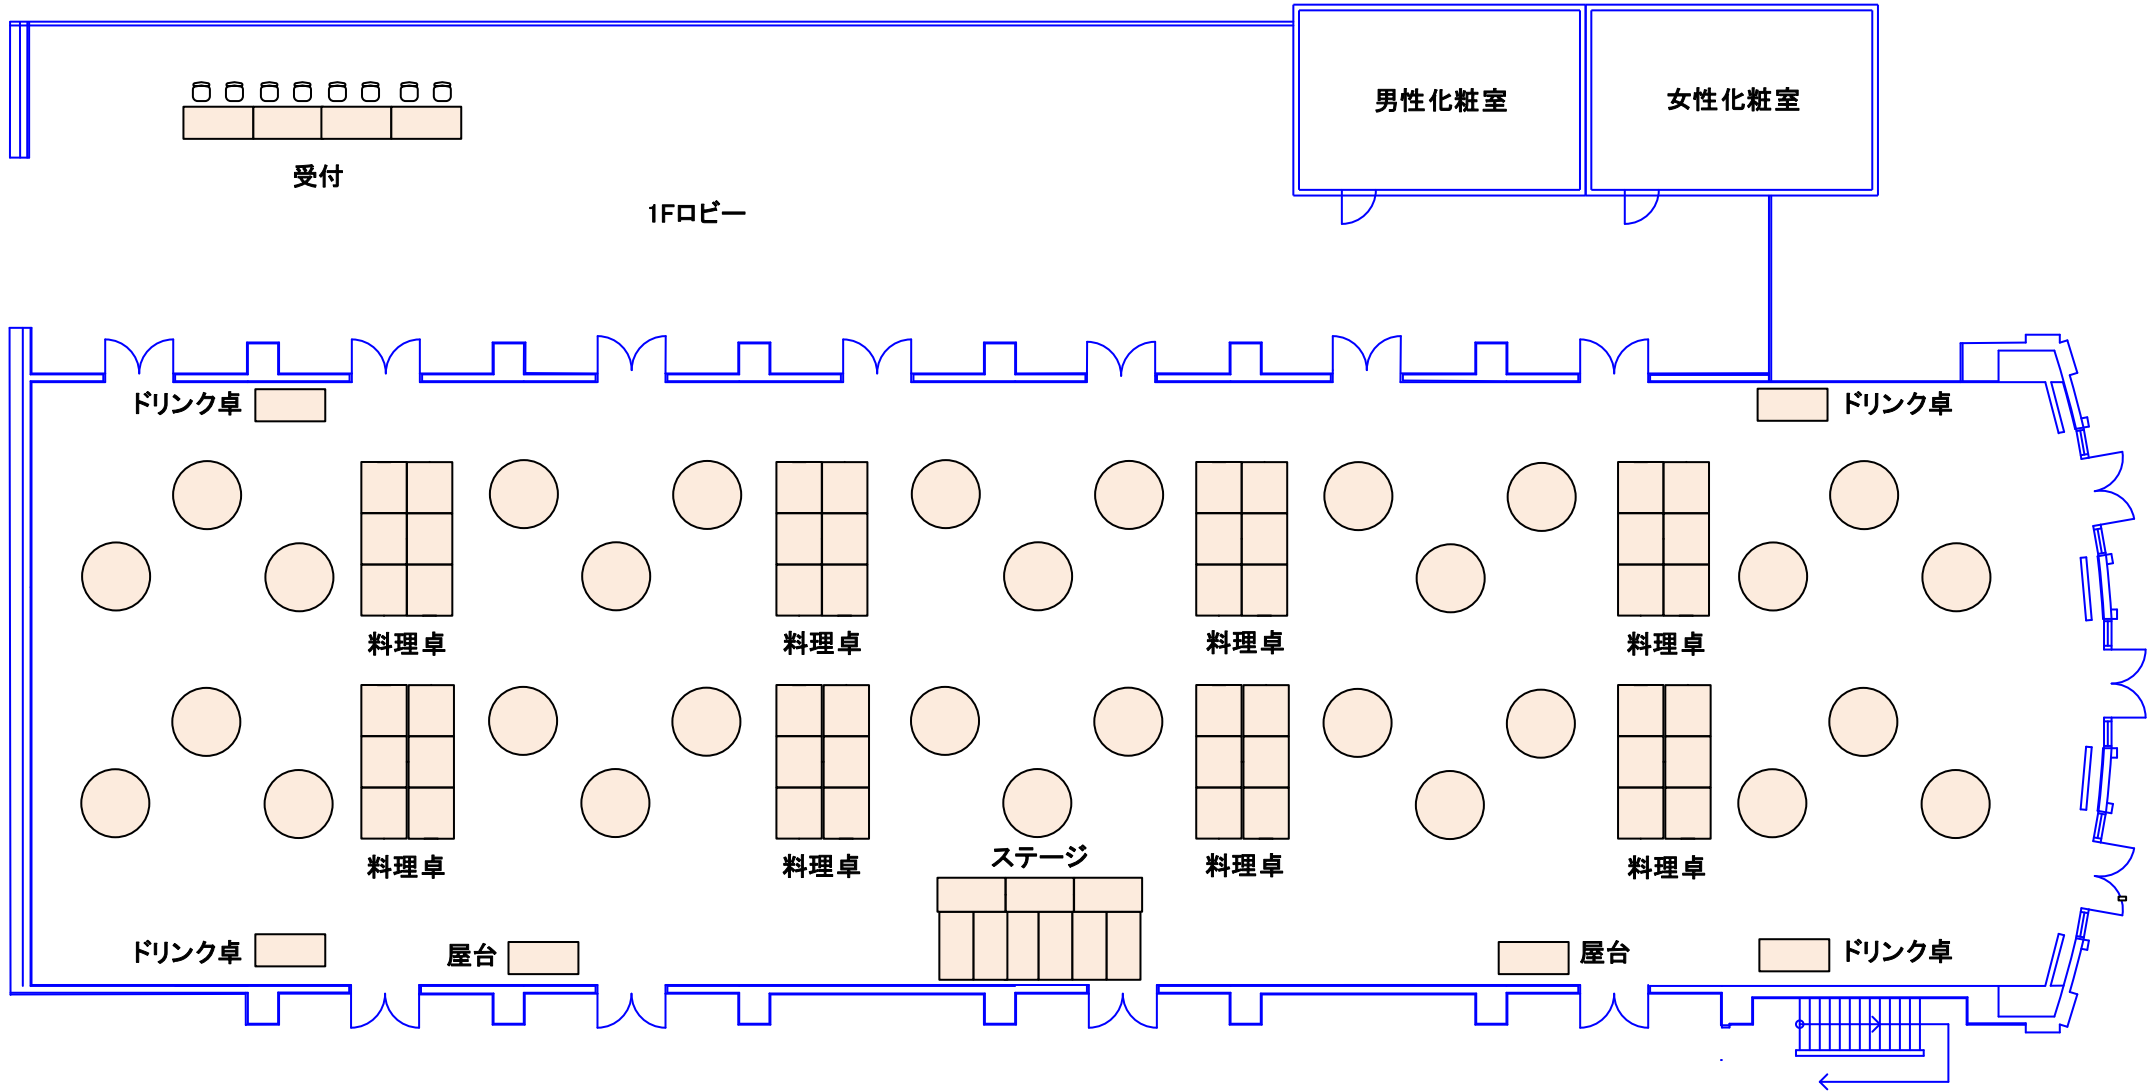 男性化粧室
女性化粧室
受付
1Fロビー
ドリンク卓
ドリンク卓
料理卓
料理卓
料理卓
料理卓
料理卓
料理卓
料理卓
料理卓
ステージ
ドリンク卓
屋台
屋台
ドリンク卓